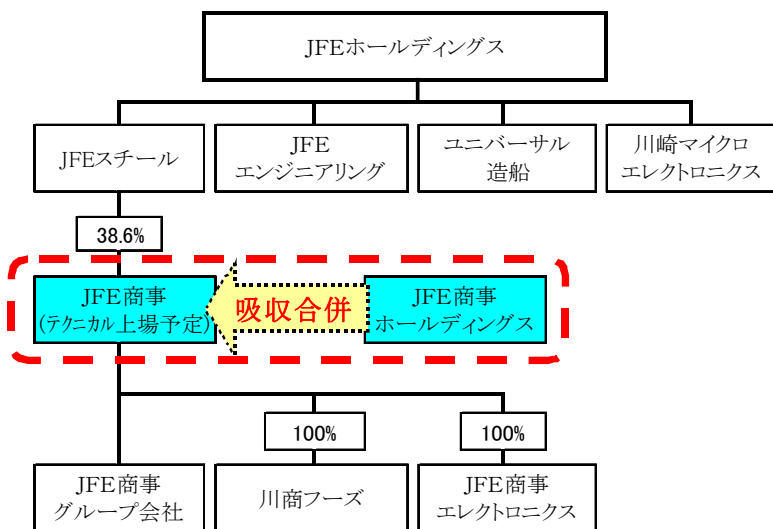 JFEホールディングス
JFEスチール
JFE
エンジニアリング
ユニバーサル
造船
川崎マイクロ
エレクトロニクス
38.6%
JFE商事
(テクニカル上場予定)
吸収合併
JFE商事
ホールディングス
100%
100%
JFE商事
グループ会社
川商フーズ
JFE商事
エレクトロニクス